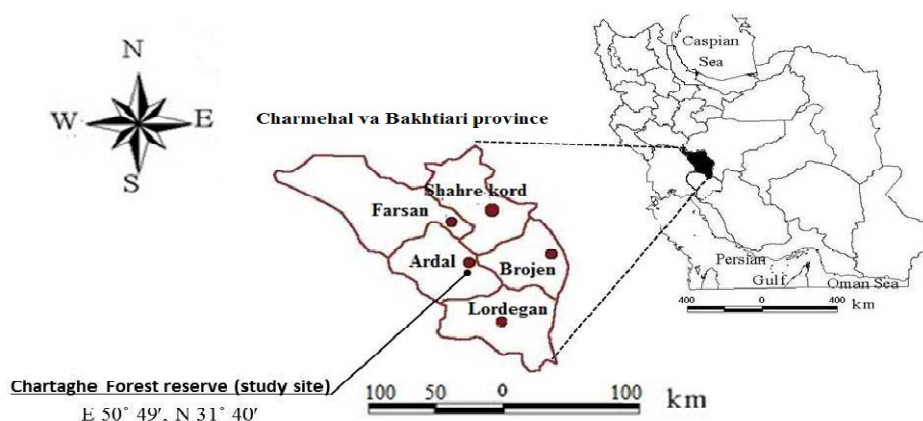 N
W E
S
Caspian
Sea
Charmehal va Bakhtiari province
Shahre kord
Farsan
Ardal
Brojen
Lordegan
Persian
Gulf
Oman Sea
400 0 400
km
Chartaghe Forest reserve (study site)
E 50˚ 49′, N 31˚ 40′
100 50 0 100
km